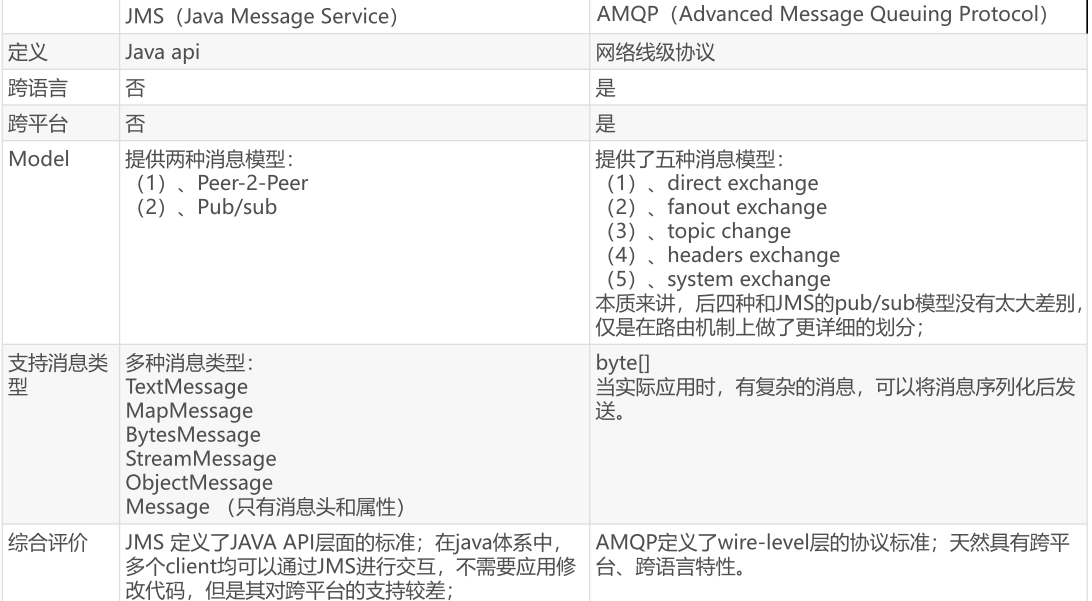 JMS（Java Message Service）
AMQP（Advanced Message Queuing Protocol）
定义
Java api
网络线级协议
跨语言
否
是
跨平台
否
是
Model
提供两种消息模型：
（1）、Peer-2-Peer
（2）、Pub/sub
提供了五种消息模型：
（1）、direct exchange
（2）、fanout exchange
（3）、topic change
（4）、headers exchange
（5）、system exchange
本质来讲，后四种和JMS的pub/sub模型没有太大差别，
仅是在路由机制上做了更详细的划分；
支持消息类
型
多种消息类型：
TextMessage
MapMessage
BytesMessage
StreamMessage
ObjectMessage
Message （只有消息头和属性）
byte[]
当实际应用时，有复杂的消息，可以将消息序列化后发
送。
综合评价
JMS 定义了JAVA API层面的标准；在java体系中，
多个client均可以通过JMS进行交互，不需要应用修
改代码，但是其对跨平台的支持较差；
AMQP定义了wire-level层的协议标准；天然具有跨平
台、跨语言特性。